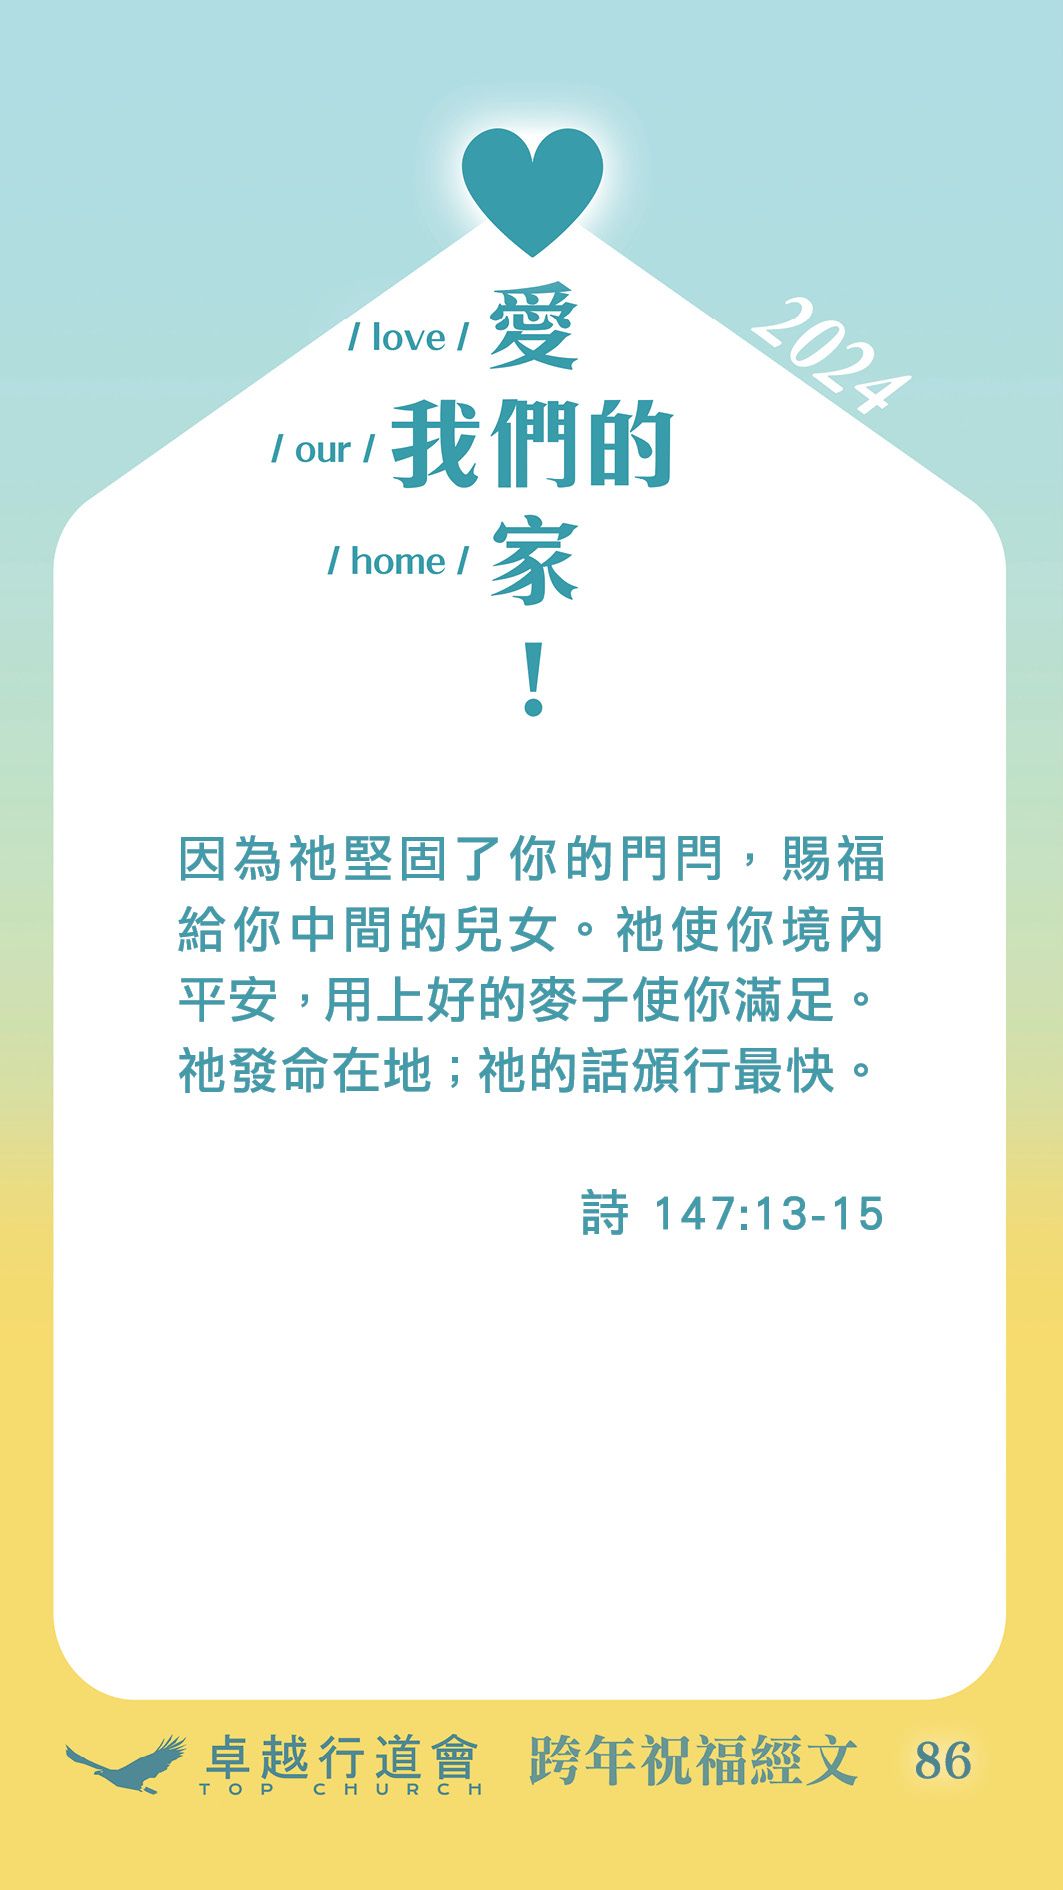 / love / 愛
2024
/ our / 我們的
/ home / 家
!
因為祂堅固了你的門閂，賜福
給你中間的兒女。祂使你境內
平安，用上好的麥子使你滿足。
祂發命在地；祂的話頒行最快。
詩 147:13-15
卓越行道會 跨年祝福經文 86
TOP CHURCH